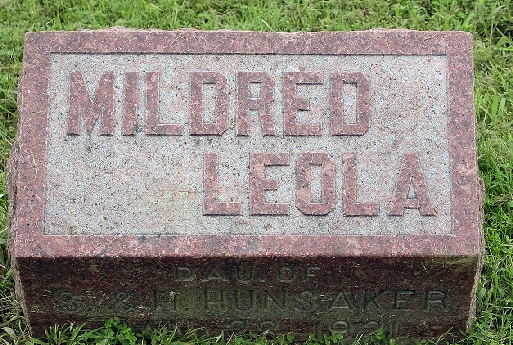 MILDRED
LEOLA
DAU. OF
S. & H. HUNSAKER